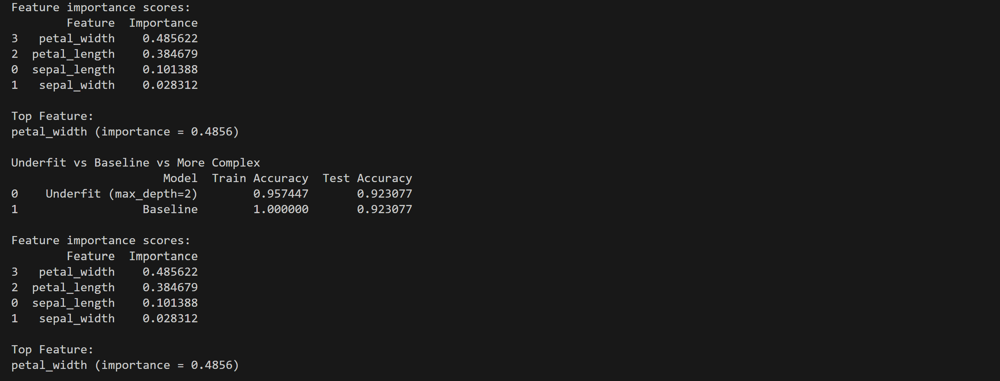 Feature importance scores:
Feature  Importance
3   petal_width    0.485622
2  petal_length    0.384679
0  sepal_length    0.101388
1   sepal_width    0.028312
Top Feature:
petal_width (importance = 0.4856)
Underfit vs Baseline vs More Complex
Model  Train Accuracy  Test Accuracy
0    Underfit (max_depth=2)        0.957447       0.923077
1                  Baseline        1.000000       0.923077
Feature importance scores:
Feature  Importance
3   petal_width    0.485622
2  petal_length    0.384679
0  sepal_length    0.101388
1   sepal_width    0.028312
Top Feature:
petal_width (importance = 0.4856)